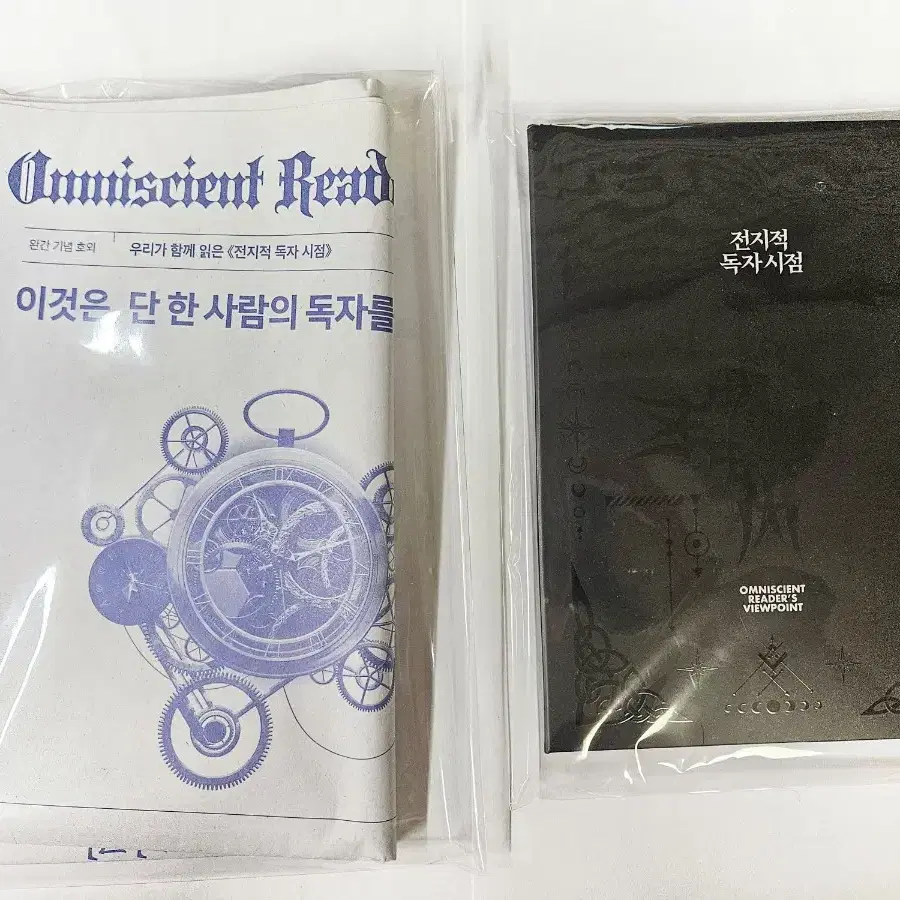 Omniscient Read
완간 기념 호외
우리가 함께 읽은 《전지적 독자 시점》
이것은 단 한 사람의 독자를
전지적
독자 시점
OMNISCIENT
READER'S
VIEWPOINT